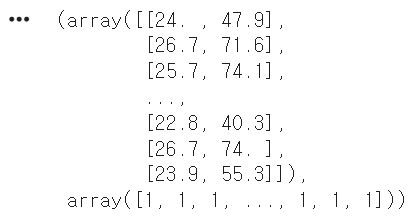 ••• (array([[24. , 47.9],
[26.7, 71.6],
[25.7, 74.1],
...,
[22.8, 40.3],
[26.7, 74. ],
[23.9, 55.3]]),
array([1, 1, 1, ..., 1, 1, 1]))